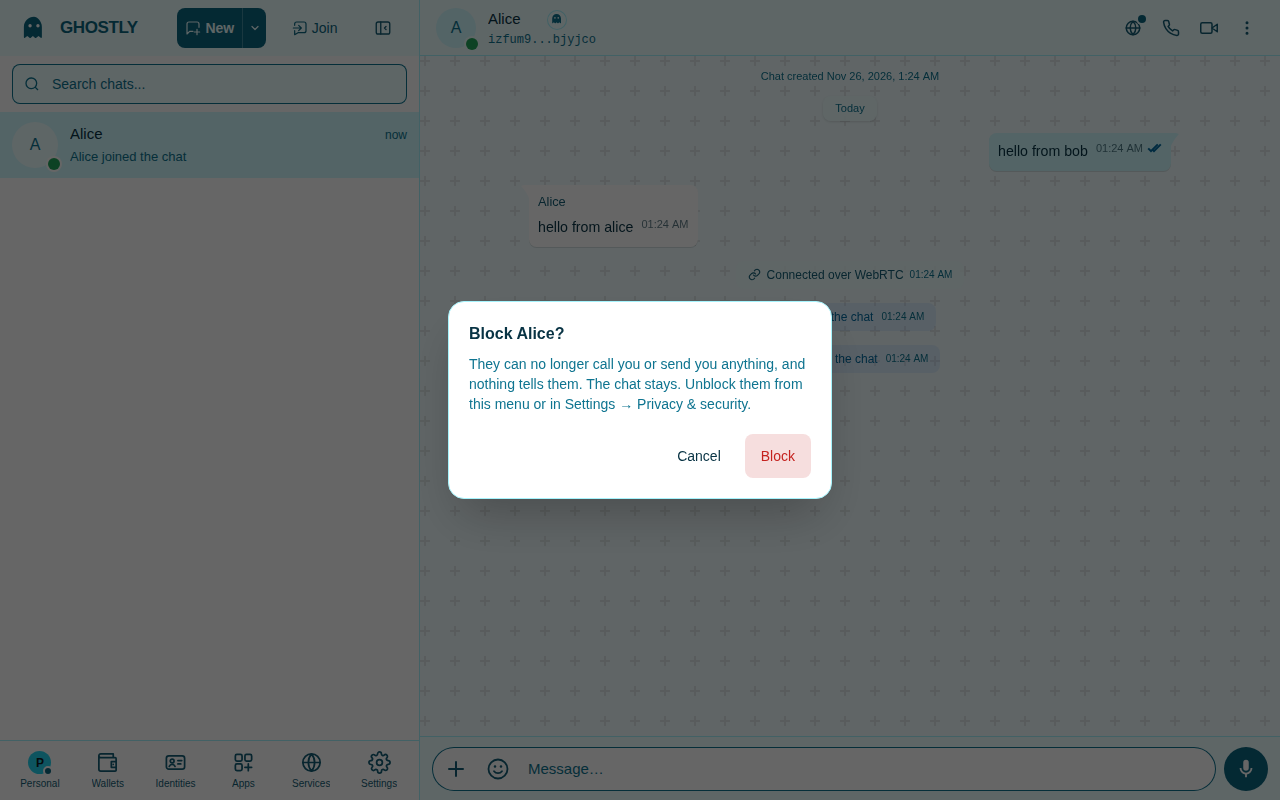 GHOSTLY
New
Join
Search chats...
A
Alice
now
Alice joined the chat
A
Alice
izfum9...bjyjco
Chat created Nov 26, 2026, 1:24 AM
Today
hello from bob 01:24 AM
Alice
hello from alice 01:24 AM
Connected over WebRTC 01:24 AM
the chat 01:24 AM
the chat 01:24 AM
Block Alice?
They can no longer call you or send you anything, and
nothing tells them. The chat stays. Unblock them from
this menu or in Settings → Privacy & security.
Cancel
Block
Message…
P
Personal
Wallets
Identities
Apps
Services
Settings